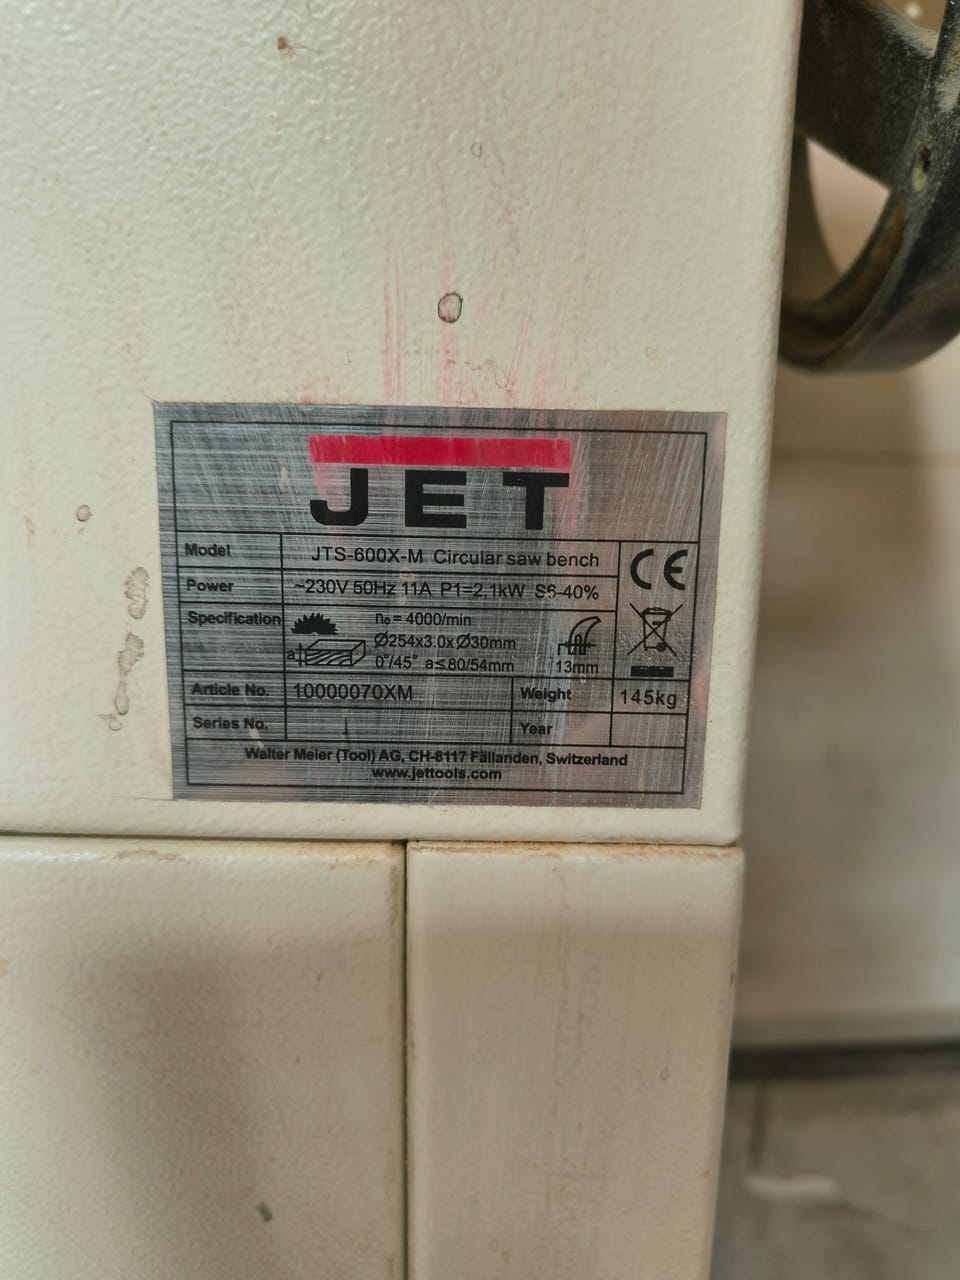 JET
Model JTS-600X-M Circular saw bench
CE
Power ~230V 50Hz 11A P1=2,1kW S6-40%
Specification n₀ = 4000/min
Ø254x3.0xØ30mm
a 0°/45° a≤80/54mm 13mm
Article No. 10000070XM Weight 145kg
Series No. Year
Walter Meier (Tool) AG, CH-8117 Fällanden, Switzerland
www.jettools.com